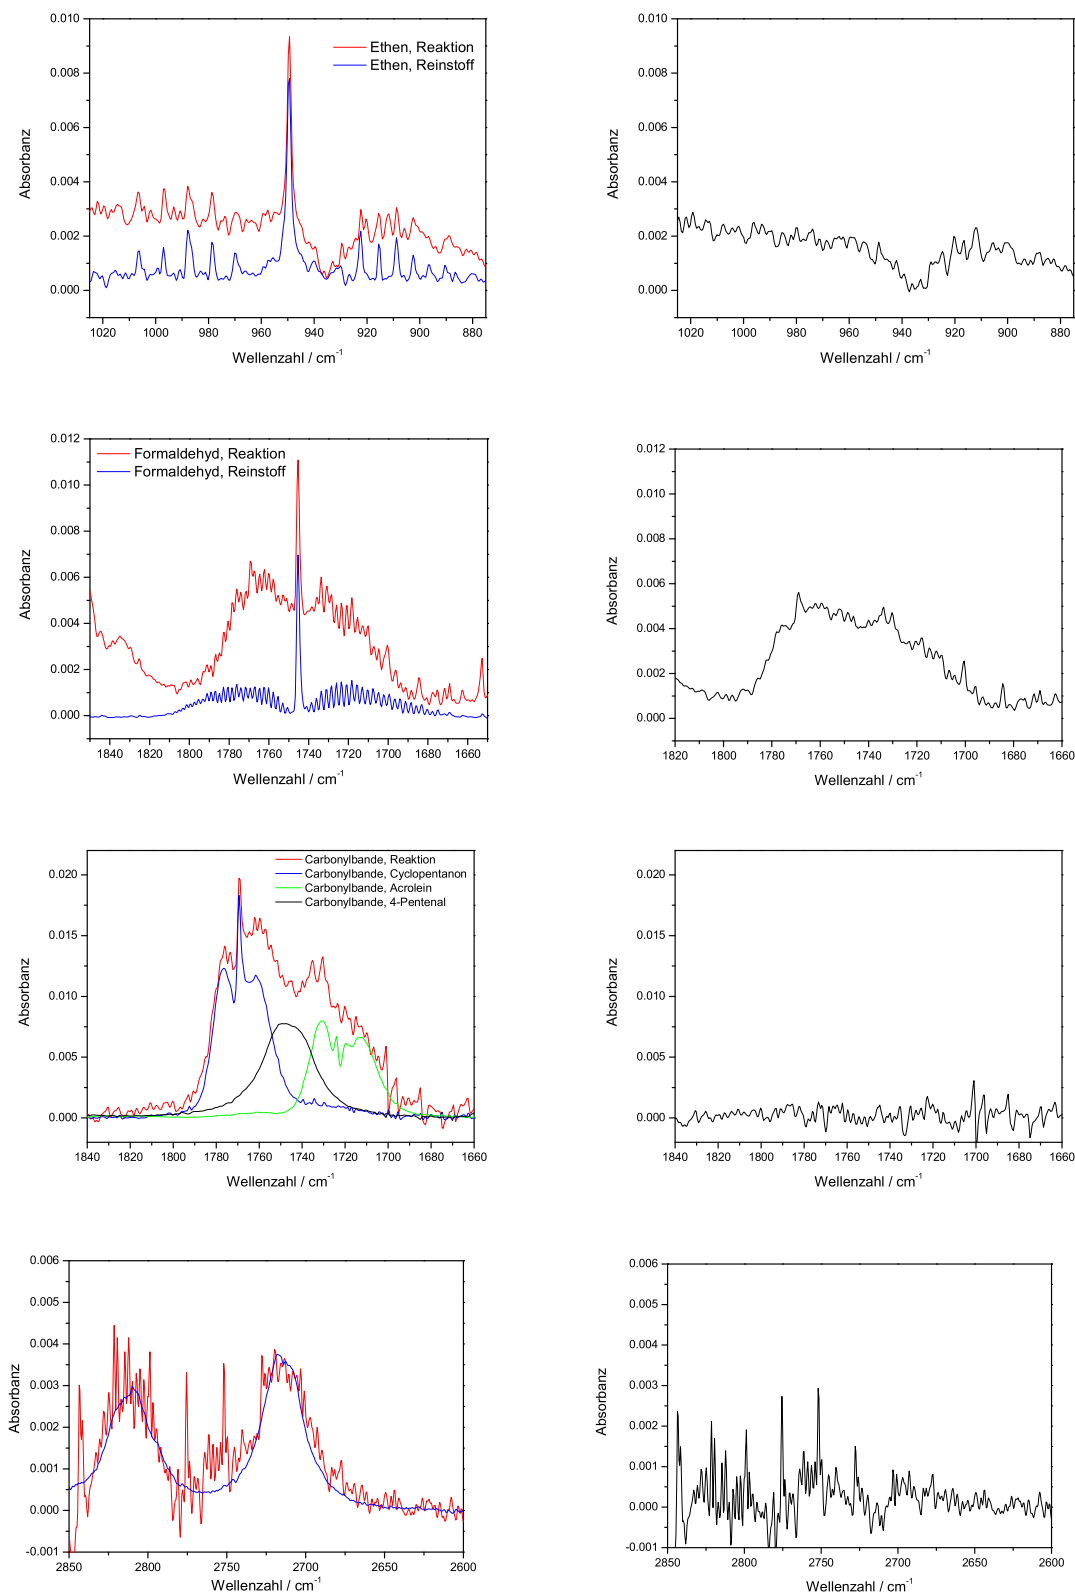 0.010
0.008
0.006
0.004
0.002
0.000
Absorbanz
Ethen, Reaktion
Ethen, Reinstoff
1020 1000 980 960 940 920 900 880
Wellenzahl / cm-1
0.010
0.008
0.006
0.004
0.002
0.000
Absorbanz
1020 1000 980 960 940 920 900 880
Wellenzahl / cm-1
0.012
0.010
0.008
0.006
0.004
0.002
0.000
Absorbanz
Formaldehyd, Reaktion
Formaldehyd, Reinstoff
1840 1820 1800 1780 1760 1740 1720 1700 1680 1660
Wellenzahl / cm-1
0.012
0.010
0.008
0.006
0.004
0.002
0.000
Absorbanz
1820 1800 1780 1760 1740 1720 1700 1680 1660
Wellenzahl / cm-1
0.020
0.015
0.010
0.005
0.000
Absorbanz
Carbonylbande, Reaktion
Carbonylbande, Cyclopentanon
Carbonylbande, Acrolein
Carbonylbande, 4-Pentenal
1840 1820 1800 1780 1760 1740 1720 1700 1680 1660
Wellenzahl / cm-1
0.020
0.015
0.010
0.005
0.000
Absorbanz
1840 1820 1800 1780 1760 1740 1720 1700 1680 1660
Wellenzahl / cm-1
0.006
0.005
0.004
0.003
0.002
0.001
0.000
-0.001
Absorbanz
2850 2800 2750 2700 2650 2600
Wellenzahl / cm-1
0.006
0.005
0.004
0.003
0.002
0.001
0.000
-0.001
Absorbanz
2850 2800 2750 2700 2650 2600
Wellenzahl / cm-1